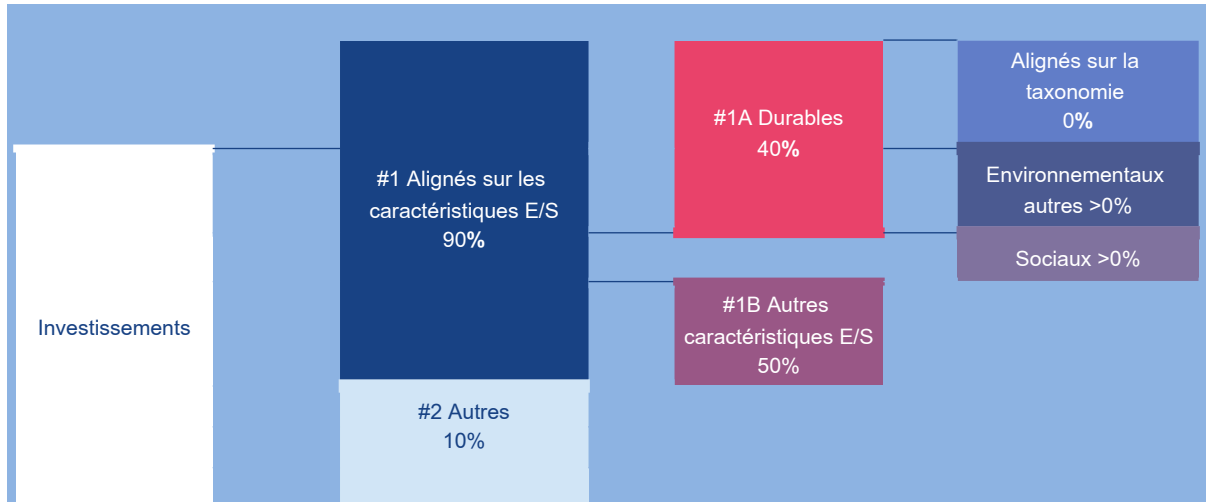 Investissements
#1 Alignés sur les
caractéristiques E/S
90%
#2 Autres
10%
#1A Durables
40%
#1B Autres
caractéristiques E/S
50%
Alignés sur la
taxonomie
0%
Environnementaux
autres >0%
Sociaux >0%